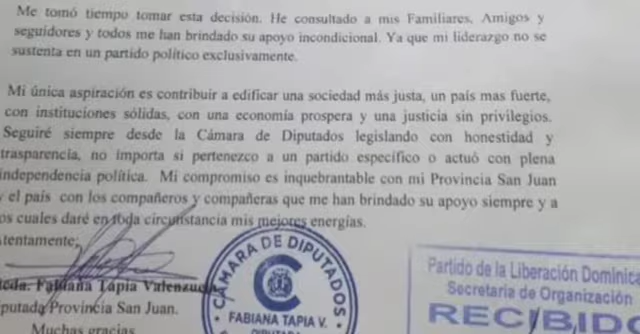 Me tomó tiempo tomar esta decisión. He consultado a mis Familiares, Amigos y
seguidores y todos me han brindado su apoyo incondicional. Ya que mi liderazgo no se
sustenta en un partido político exclusivamente.
Mi única aspiración es contribuir a edificar una sociedad más justa, un país mas fuerte,
con instituciones sólidas, con una economía prospera y una justicia sin privilegios.
Seguiré siempre desde la Cámara de Diputados legislando con honestidad y
trasparencia, no importa si pertenezco a un partido específico o actuó con plena
independencia política. Mi compromiso es inquebrantable con mi Provincia San Juan
y el país con los compañeros y compañeras que me han brindado su apoyo siempre y a
os cuales daré en toda circunstancia mis mejores energías.
Atentamente;
cda. Fabiana Tapia Valenzuela
iputada Provincia San Juan.
Muchas gracias
CÁMARA DE DIPUTADOS
FABIANA TAPIA V.
DIPUTADA
Partido de la Liberación Dominica
Secretaria de Organización
RECIBIDO